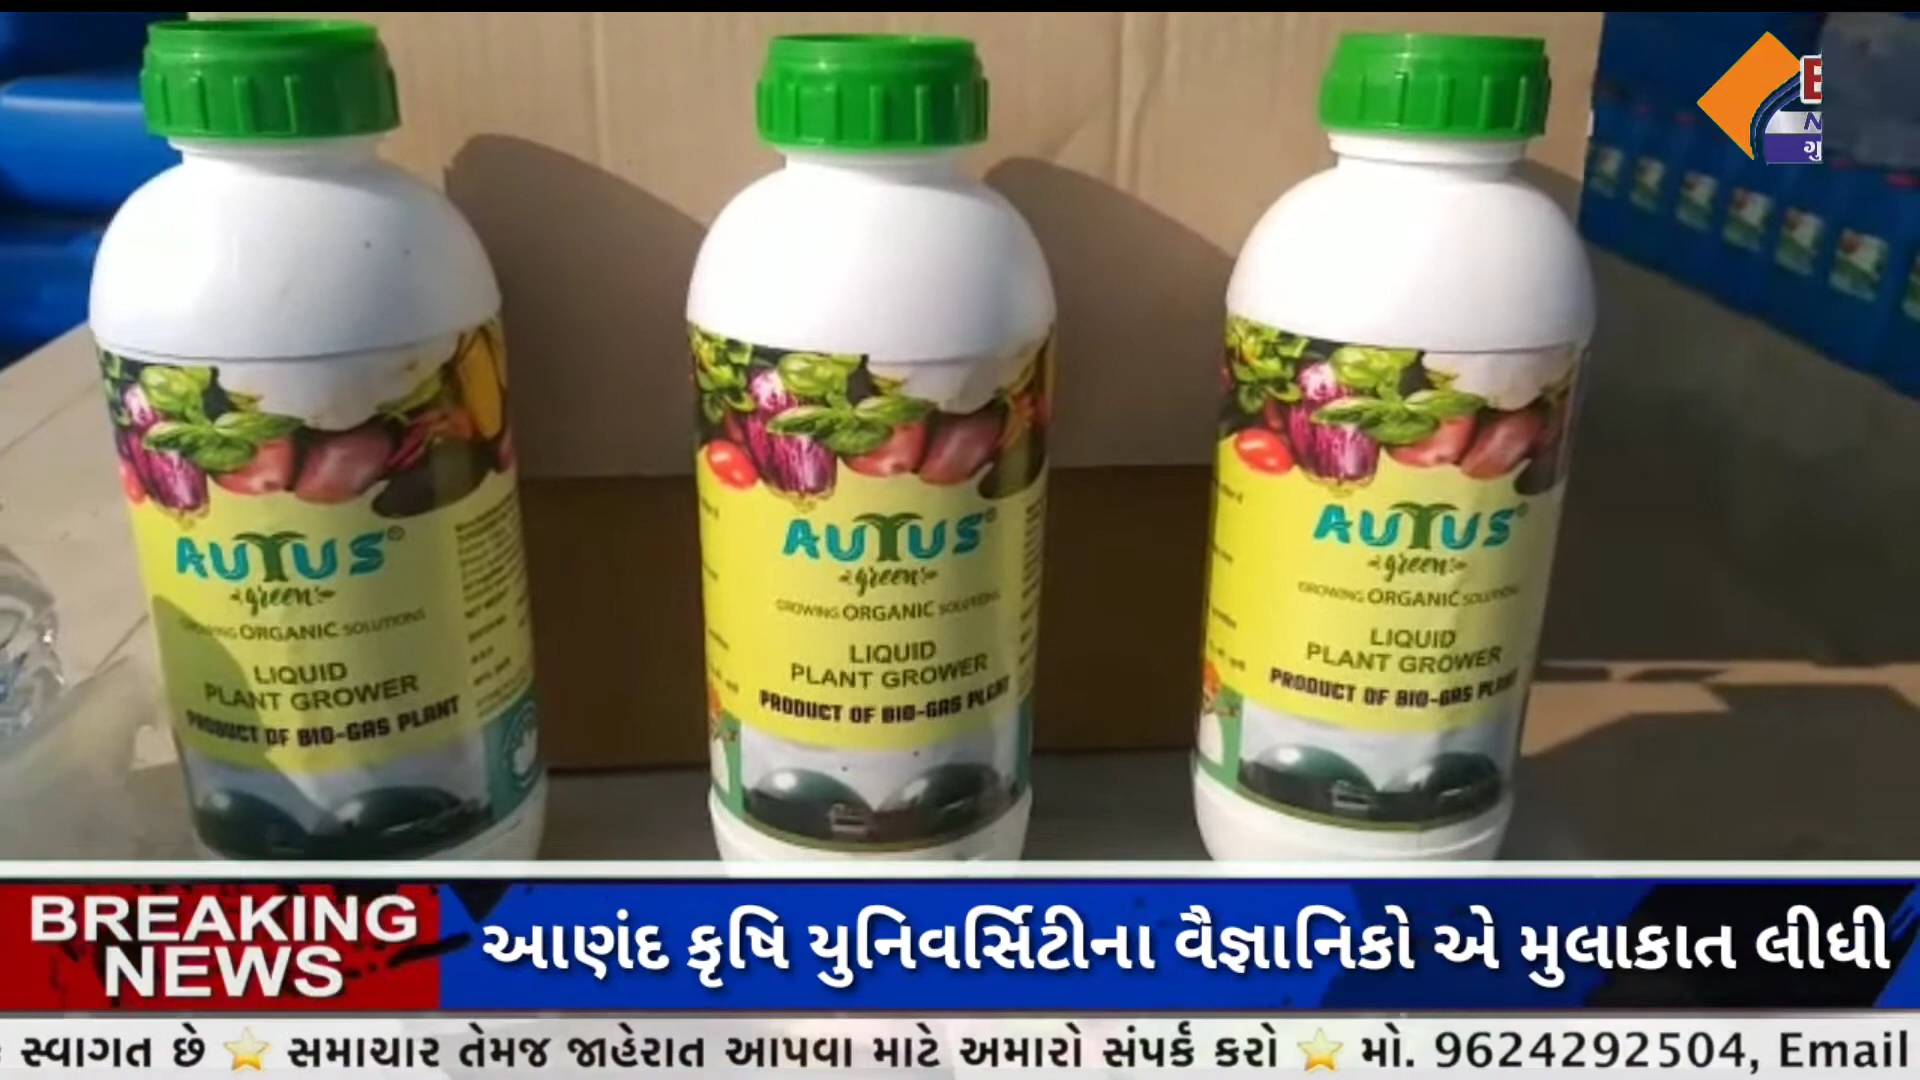 AUTUS®
green
GROWING ORGANIC SOLUTIONS
LIQUID
PLANT GROWER
PRODUCT OF BIO-GAS PLANT
AUTUS®
green
GROWING ORGANIC SOLUTIONS
LIQUID
PLANT GROWER
PRODUCT OF BIO-GAS PLANT
AUTUS®
green
GROWING ORGANIC SOLUTIONS
LIQUID
PLANT GROWER
PRODUCT OF BIO-GAS PLANT
BREAKING
NEWS
આણંદ કૃષિ યુનિવર્સિટીના વૈજ્ઞાનિકો એ મુલાકાત લીધી
સ્વાગત છે ⭐ સમાચાર તેમજ જાહેરાત આપવા માટે અમારો સંપર્ક કરો ⭐ મો. 9624292504, Email